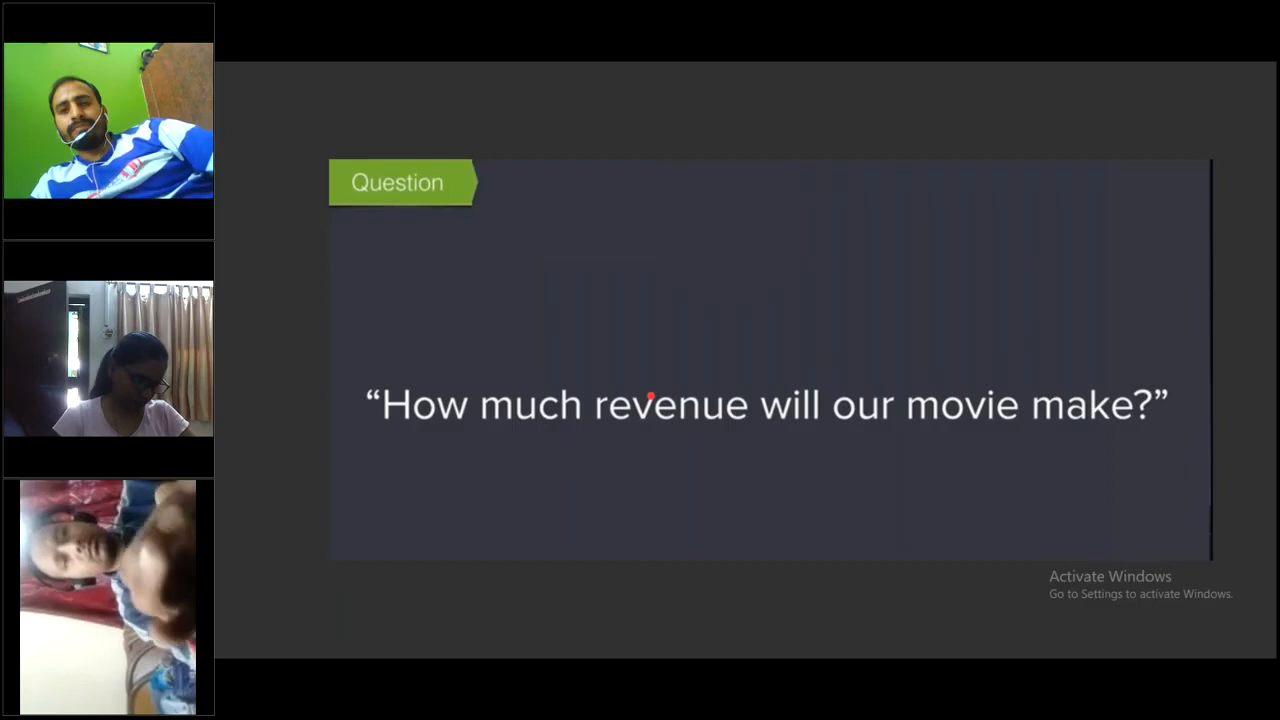 Question
“How much revenue will our movie make?”
Activate Windows
Go to Settings to activate Windows.